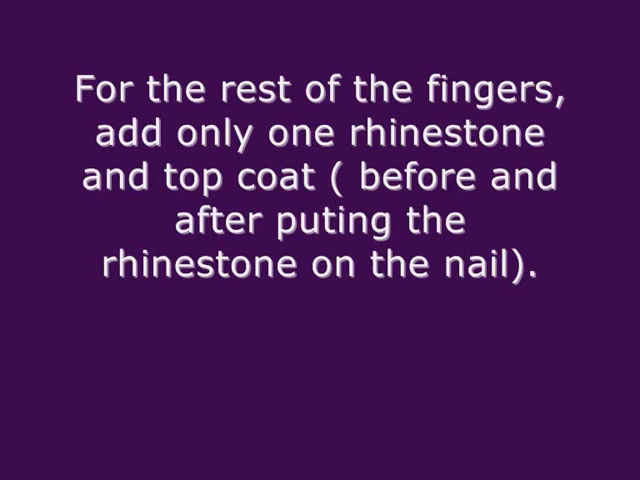 For the rest of the fingers,
add only one rhinestone
and top coat ( before and
after puting the
rhinestone on the nail).